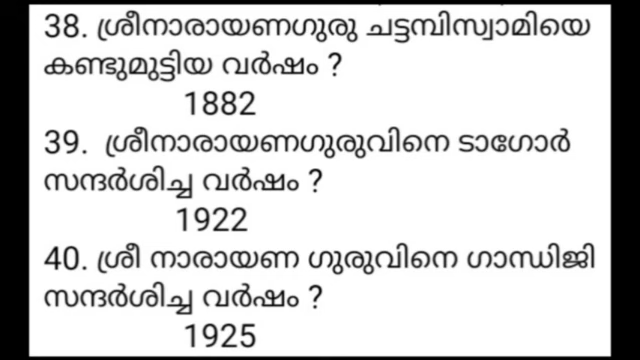 38. ശ്രീനാരായണഗുരു ചട്ടമ്പിസ്വാമിയെ
കണ്ടുമുട്ടിയ വർഷം ?
1882
39. ശ്രീനാരായണഗുരുവിനെ ടാഗോർ
സന്ദർശിച്ച വർഷം ?
1922
40. ശ്രീ നാരായണ ഗുരുവിനെ ഗാന്ധിജി
സന്ദർശിച്ച വർഷം ?
1925